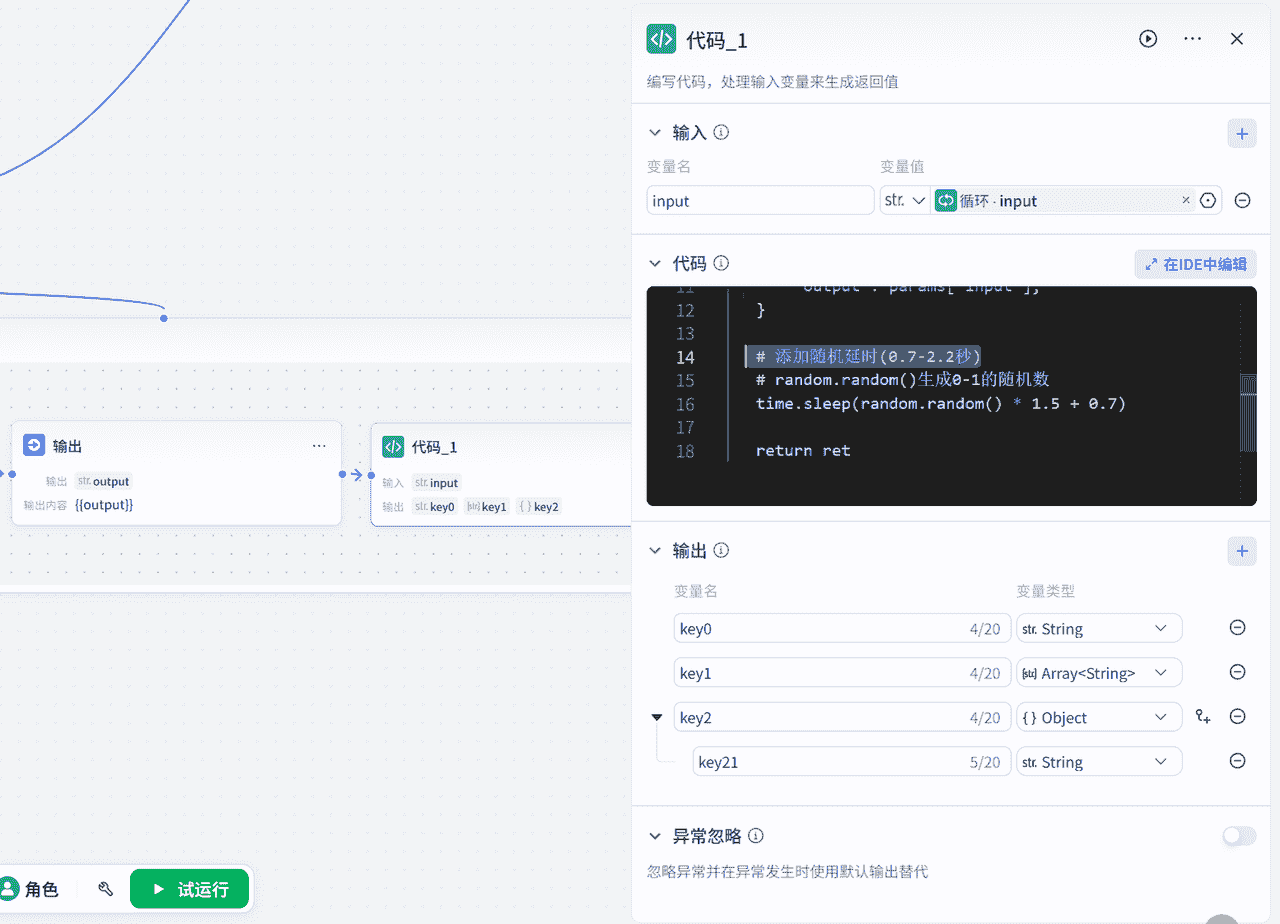 代码_1
编写代码，处理输入变量来生成返回值
输入
变量名 变量值
input str. 循环 · input
代码 在IDE中编辑
11 "output": params["input"],
12 }
13
14 # 添加随机延时(0.7-2.2秒)
15 # random.random()生成0-1的随机数
16 time.sleep(random.random() * 1.5 + 0.7)
17
18 return ret
输出
变量名 变量类型
key0 4/20 str. String
key1 4/20 [str] Array<String>
key2 4/20 { } Object
key21 5/20 str. String
异常忽略
忽略异常并在异常发生时使用默认输出替代
输出 ···
输出 str. output
输出内容 {{output}}
代码_1
输入 str. input
输出 str. key0 [str] key1 { } key2
角色 试运行